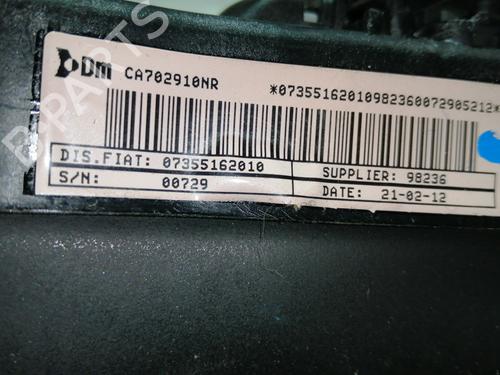 Dm CA702910NR *07355162010982360072905212*
DIS.FIAT: 07355162010 SUPPLIER: 98236
S/N: 00729 DATE: 21-02-12
B-PARTS